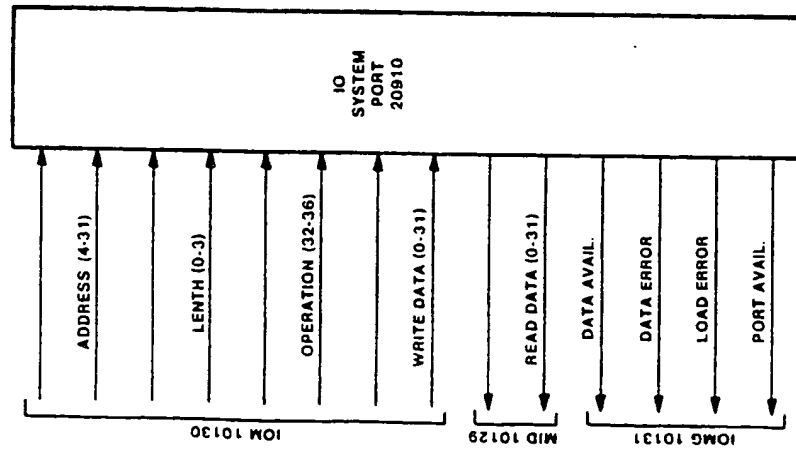 IO
SYSTEM
PORT
20910
ADDRESS (4-31)
LENTH (0-3)
OPERATION (32-36)
WRITE DATA (0-31)
READ DATA (0-31)
DATA AVAIL.
DATA ERROR
LOAD ERROR
PORT AVAIL.
IOM 10130
MID 10129
IOMC 10131